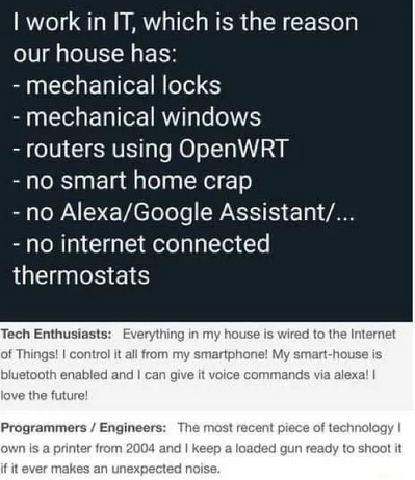 I work in IT, which is the reason
our house has:
- mechanical locks
- mechanical windows
- routers using OpenWRT
- no smart home crap
- no Alexa/Google Assistant/...
- no internet connected
thermostats
Tech Enthusiasts: Everything in my house is wired to the Internet
of Things! I control it all from my smartphone! My smart-house is
bluetooth enabled and I can give it voice commands via alexa! I
love the future!
Programmers / Engineers: The most recent piece of technology I
own is a printer from 2004 and I keep a loaded gun ready to shoot it
if it ever makes an unexpected noise.